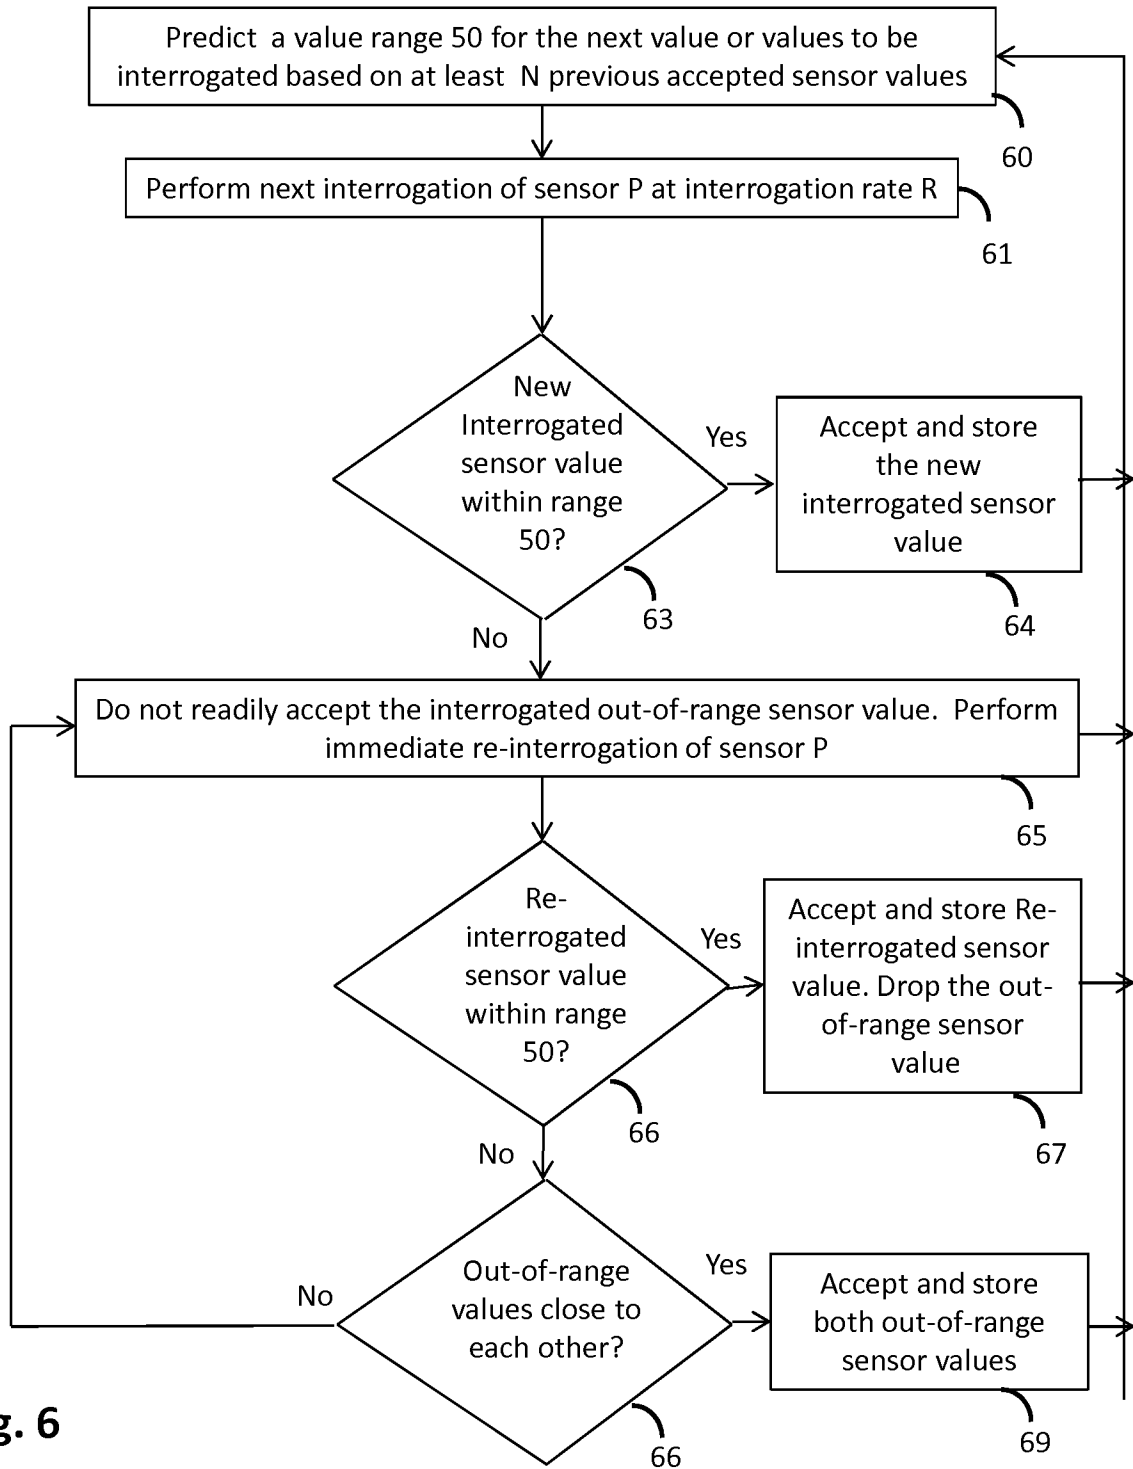 Predict a value range 50 for the next value or values to be
interrogated based on at least N previous accepted sensor values
60
Perform next interrogation of sensor P at interrogation rate R
61
New
Interrogated
sensor value
within range
50?
63
Yes
Accept and store
the new
interrogated sensor
value
64
No
Do not readily accept the interrogated out-of-range sensor value. Perform
immediate re-interrogation of sensor P
65
Re-
interrogated
sensor value
within range
50?
66
Yes
Accept and store Re-
interrogated sensor
value. Drop the out-
of-range sensor
value
67
No
Out-of-range
values close to
each other?
66
No
Yes
Accept and store
both out-of-range
sensor values
69
g. 6